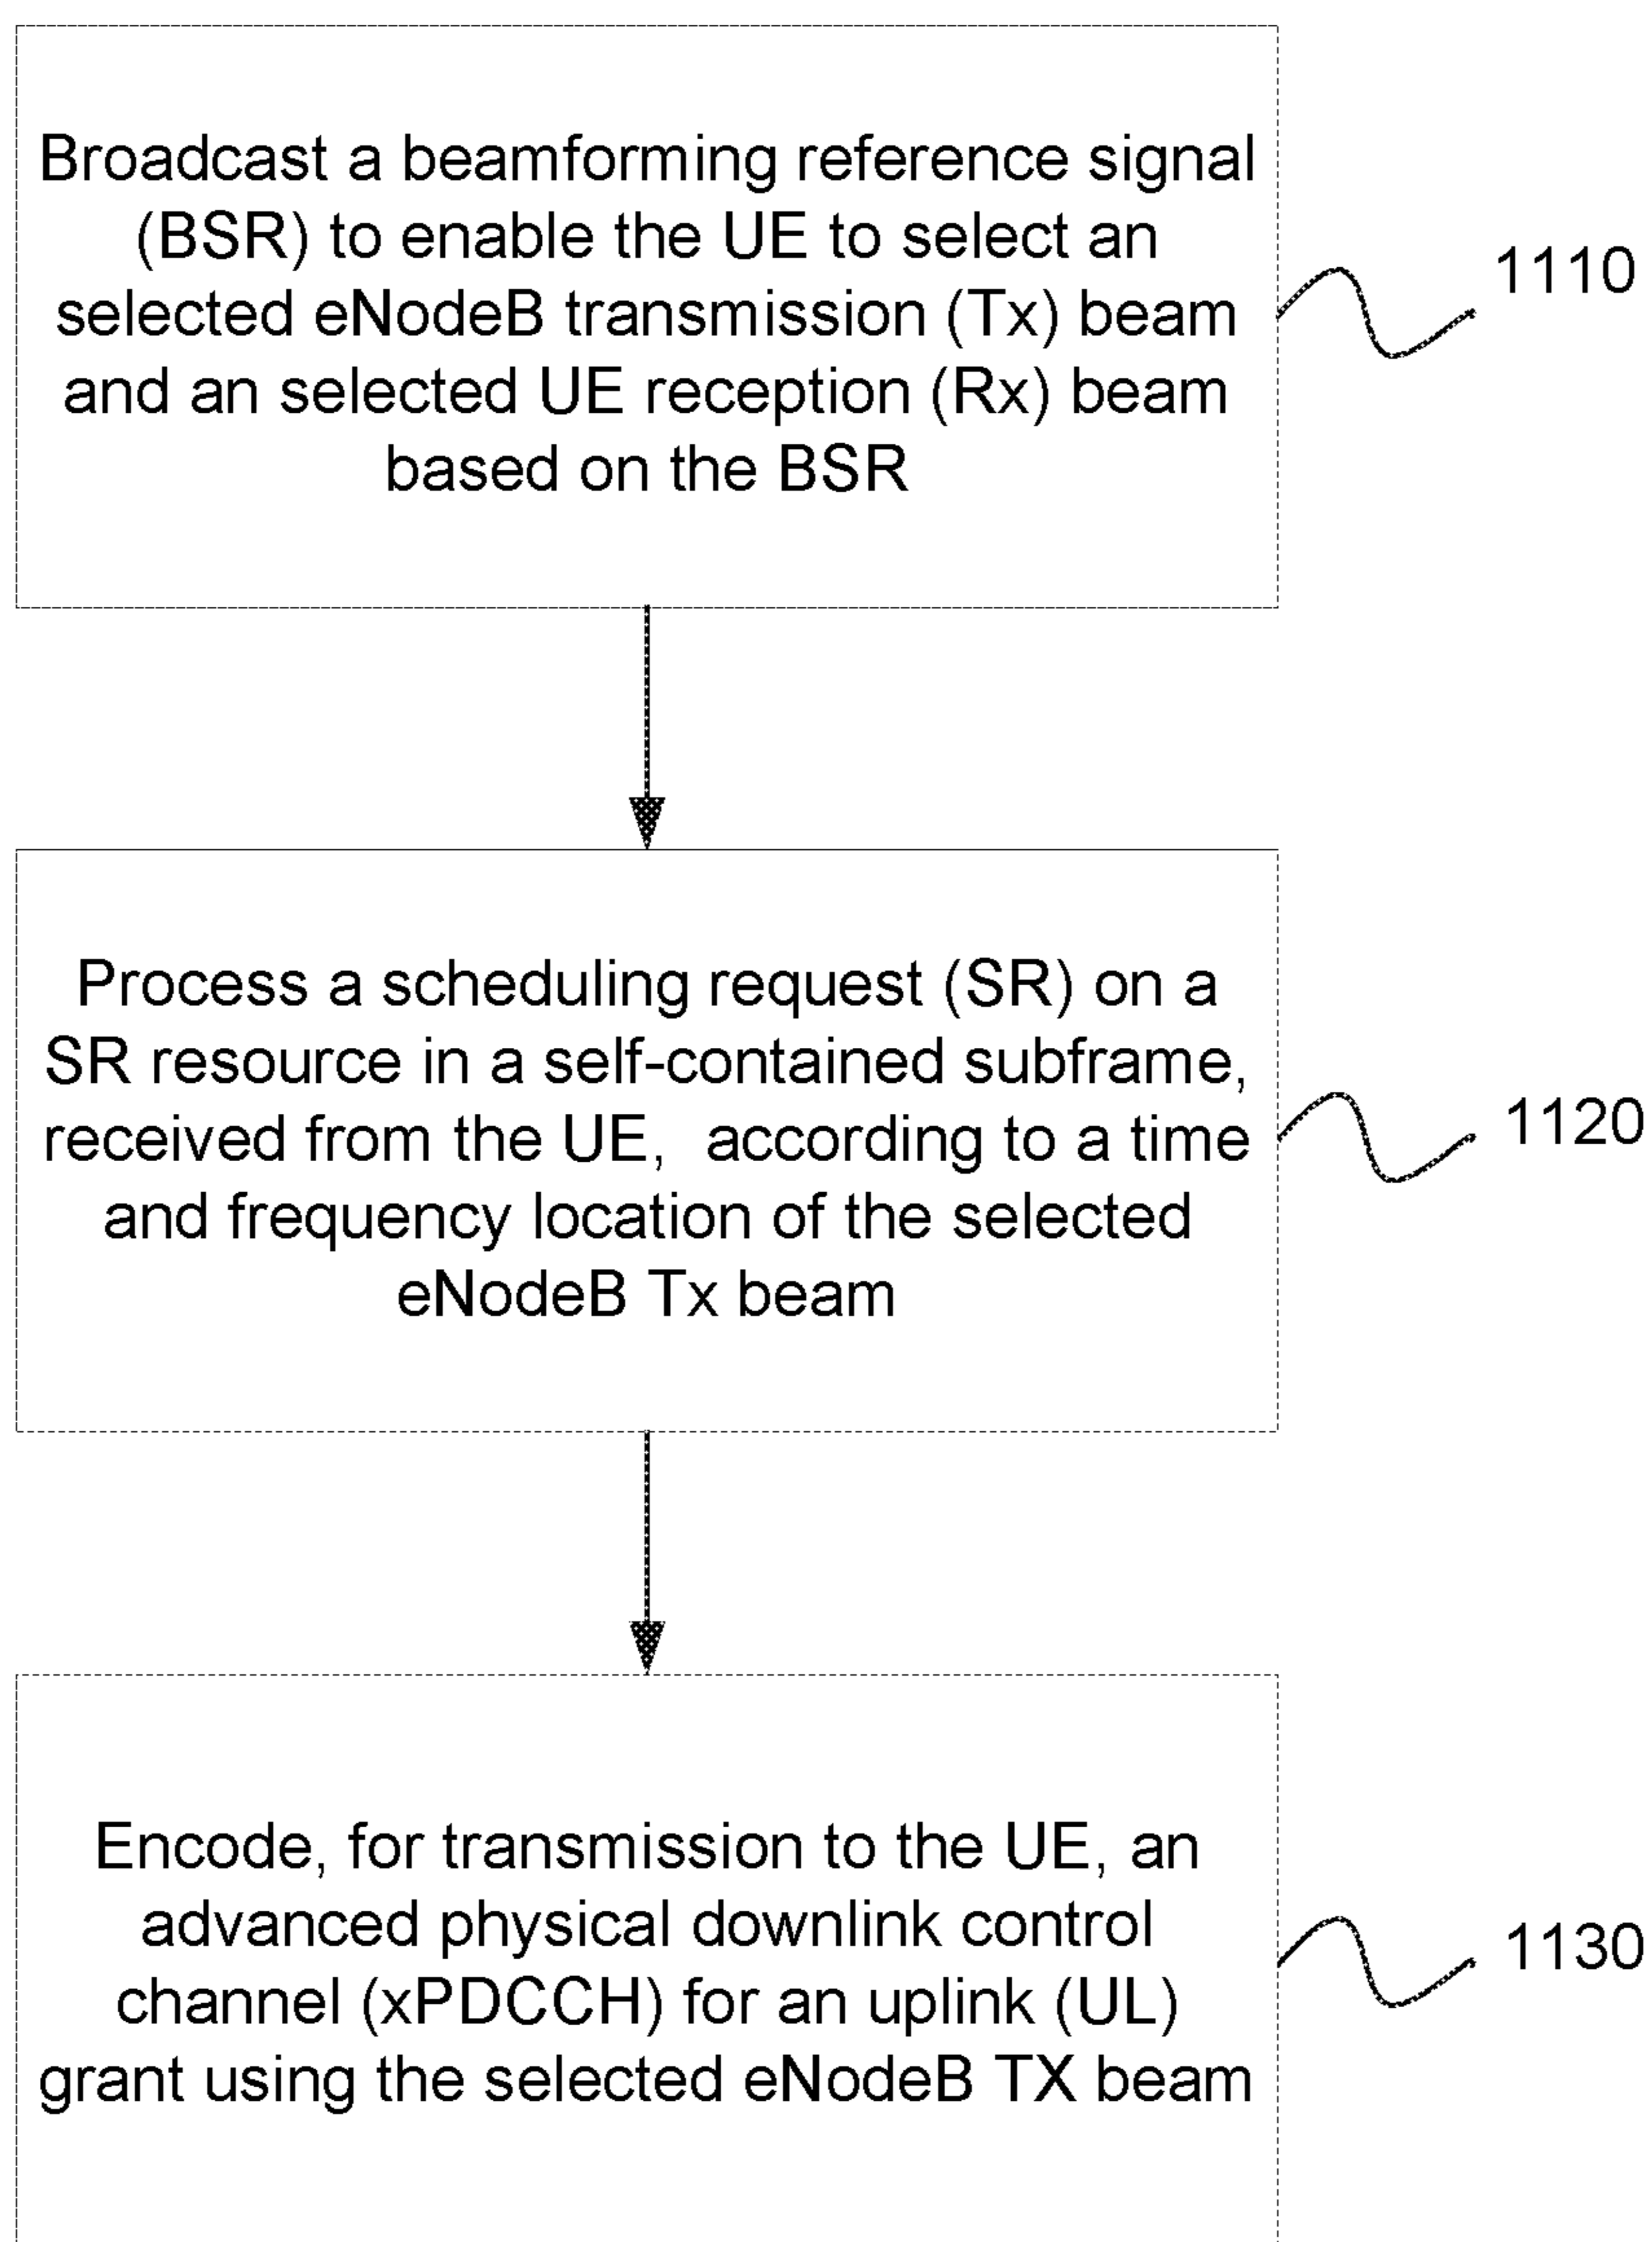 Broadcast a beamforming reference signal
(BSR) to enable the UE to select an
selected eNodeB transmission (Tx) beam
and an selected UE reception (Rx) beam
based on the BSR
1110
Process a scheduling request (SR) on a
SR resource in a self-contained subframe,
received from the UE,  according to a time
and frequency location of the selected
eNodeB Tx beam
1120
Encode, for transmission to the UE, an
advanced physical downlink control
channel (xPDCCH) for an uplink (UL)
grant using the selected eNodeB TX beam
1130